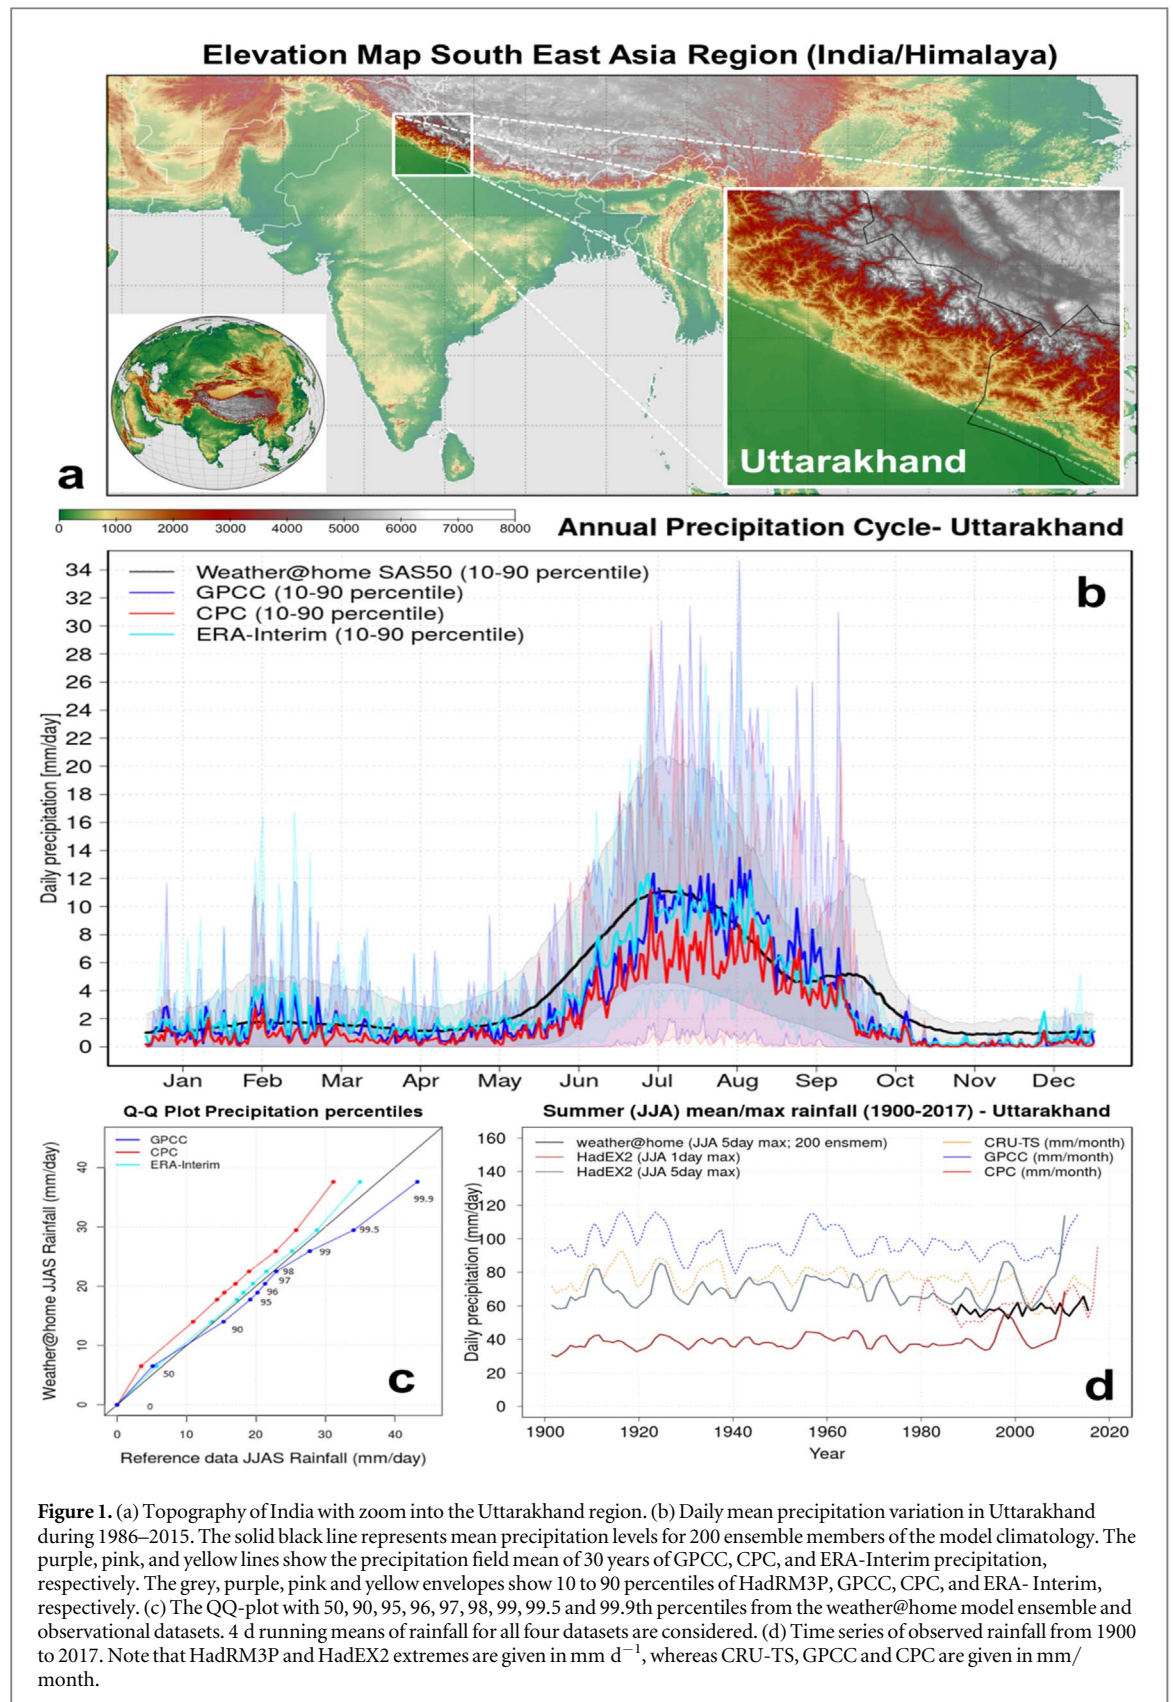 Elevation Map South East Asia Region (India/Himalaya)
Uttarakhand
a
0 1000 2000 3000 4000 5000 6000 7000 8000
Annual Precipitation Cycle- Uttarakhand
b
Weather@home SAS50 (10-90 percentile)
GPCC (10-90 percentile)
CPC (10-90 percentile)
ERA-Interim (10-90 percentile)
Daily precipitation [mm/day]
34
32
30
28
26
24
22
20
18
16
14
12
10
8
6
4
2
0
Jan Feb Mar Apr May Jun Jul Aug Sep Oct Nov Dec
Q-Q Plot Precipitation percentiles
GPCC
CPC
ERA-Interim
Weather@home JJAS Rainfall (mm/day)
40
30
20
10
0
99.9
99.5
99
98
97
96
95
90
50
0
c
0 10 20 30 40
Reference data JJAS Rainfall (mm/day)
Summer (JJA) mean/max rainfall (1900-2017) - Uttarakhand
weather@home (JJA 5day max; 200 ensmem)
HadEX2 (JJA 1day max)
HadEX2 (JJA 5day max)
CRU-TS (mm/month)
GPCC (mm/month)
CPC (mm/month)
Daily precipitation (mm/day)
160
140
120
100
80
60
40
20
0
d
1900 1920 1940 1960 1980 2000 2020
Year
Figure 1. (a) Topography of India with zoom into the Uttarakhand region. (b) Daily mean precipitation variation in Uttarakhand
during 1986–2015. The solid black line represents mean precipitation levels for 200 ensemble members of the model climatology. The
purple, pink, and yellow lines show the precipitation field mean of 30 years of GPCC, CPC, and ERA-Interim precipitation,
respectively. The grey, purple, pink and yellow envelopes show 10 to 90 percentiles of HadRM3P, GPCC, CPC, and ERA- Interim,
respectively. (c) The QQ-plot with 50, 90, 95, 96, 97, 98, 99, 99.5 and 99.9th percentiles from the weather@home model ensemble and
observational datasets. 4 d running means of rainfall for all four datasets are considered. (d) Time series of observed rainfall from 1900
to 2017. Note that HadRM3P and HadEX2 extremes are given in mm d⁻¹, whereas CRU-TS, GPCC and CPC are given in mm/
month.